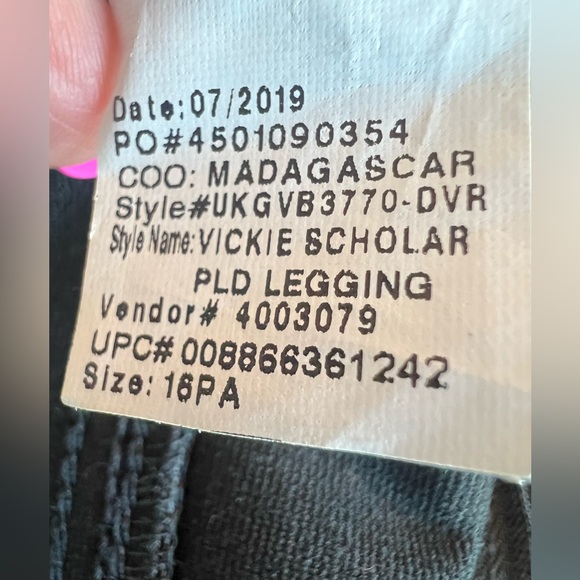 Date:07/2019
PO#4501090354
COO: MADAGASCAR
Style#UKGVB3770-DVR
Style Name:VICKIE SCHOLAR
PLD LEGGING
Vendor# 4003079
UPC# 008866361242
Size: 16PA